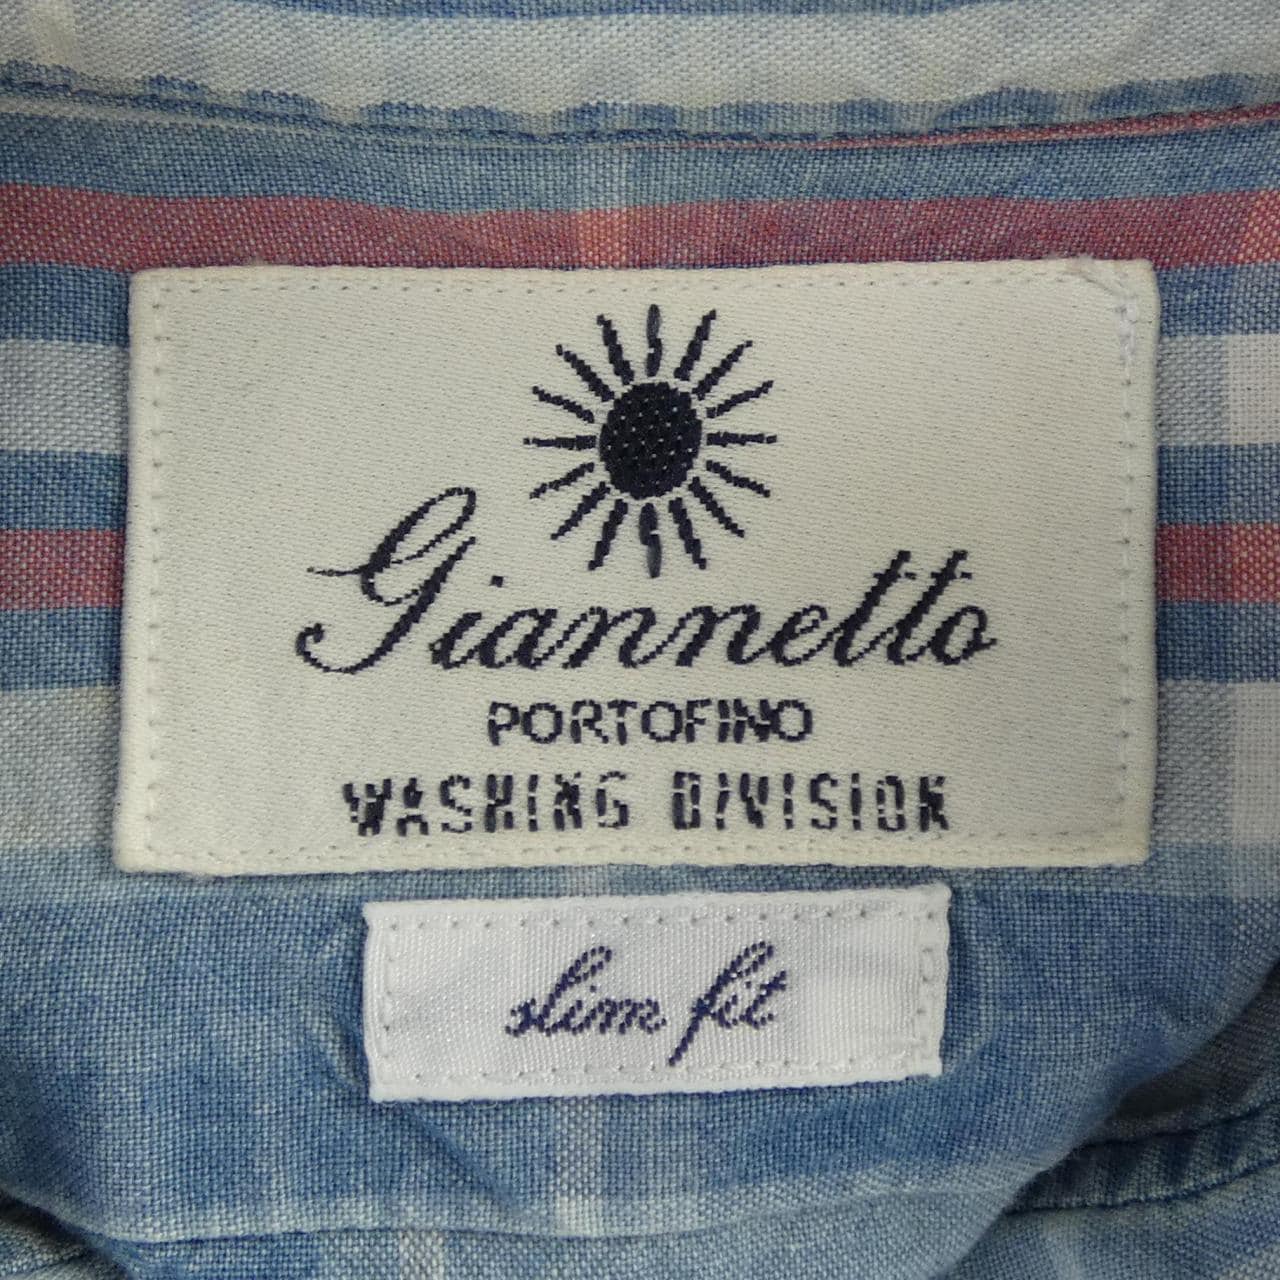 Giannetto
PORTOFINO
WASHING DIVISION
slim fit